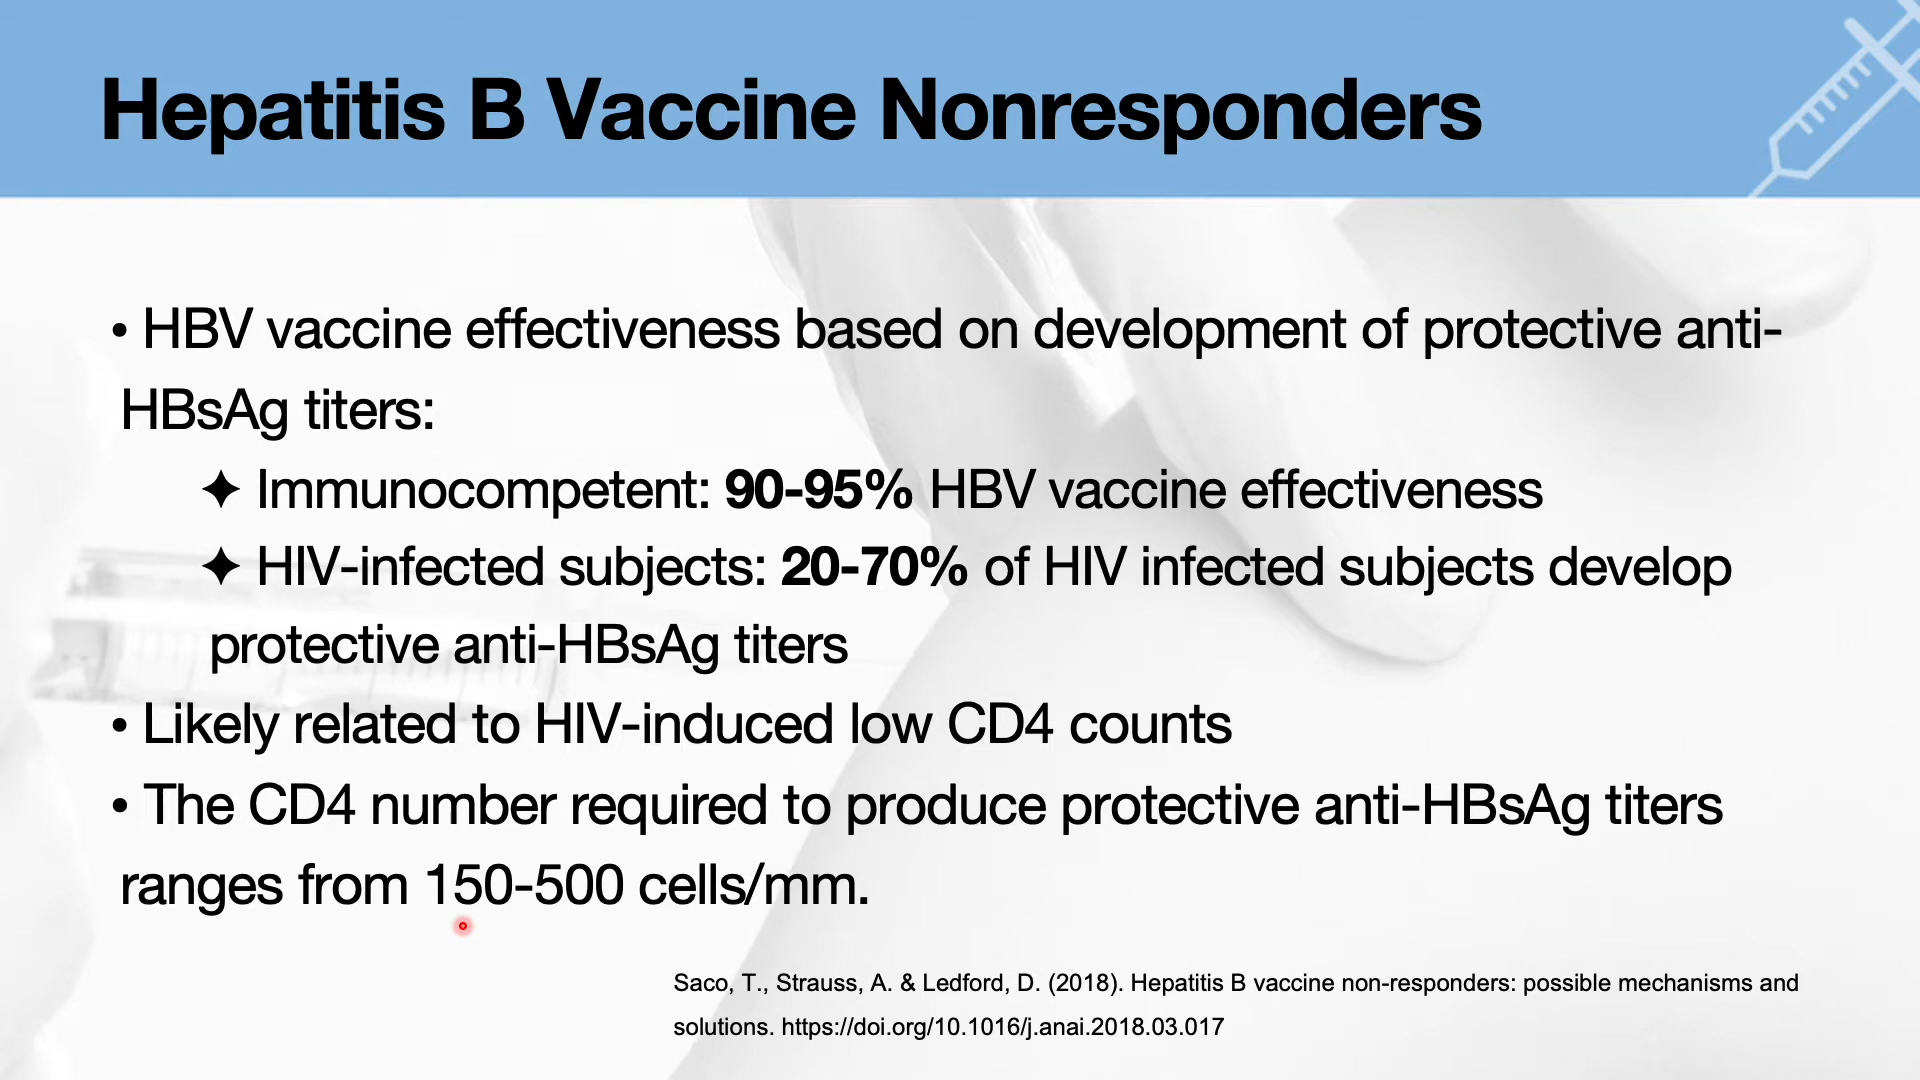 Hepatitis B Vaccine Nonresponders
• HBV vaccine effectiveness based on development of protective anti-
HBsAg titers:
✦ Immunocompetent: 90-95% HBV vaccine effectiveness
✦ HIV-infected subjects: 20-70% of HIV infected subjects develop
protective anti-HBsAg titers
• Likely related to HIV-induced low CD4 counts
• The CD4 number required to produce protective anti-HBsAg titers
ranges from 150-500 cells/mm.
Saco, T., Strauss, A. & Ledford, D. (2018). Hepatitis B vaccine non-responders: possible mechanisms and
solutions. https://doi.org/10.1016/j.anai.2018.03.017